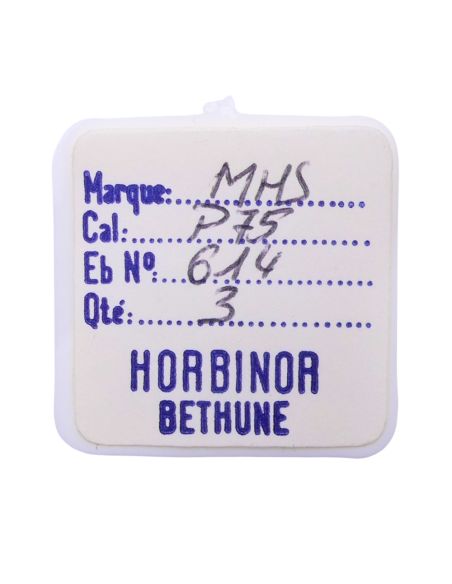 Marque: MHS
Cal: P75
Eb Nº: 614
Qté: 3
HORBINOR
BETHUNE